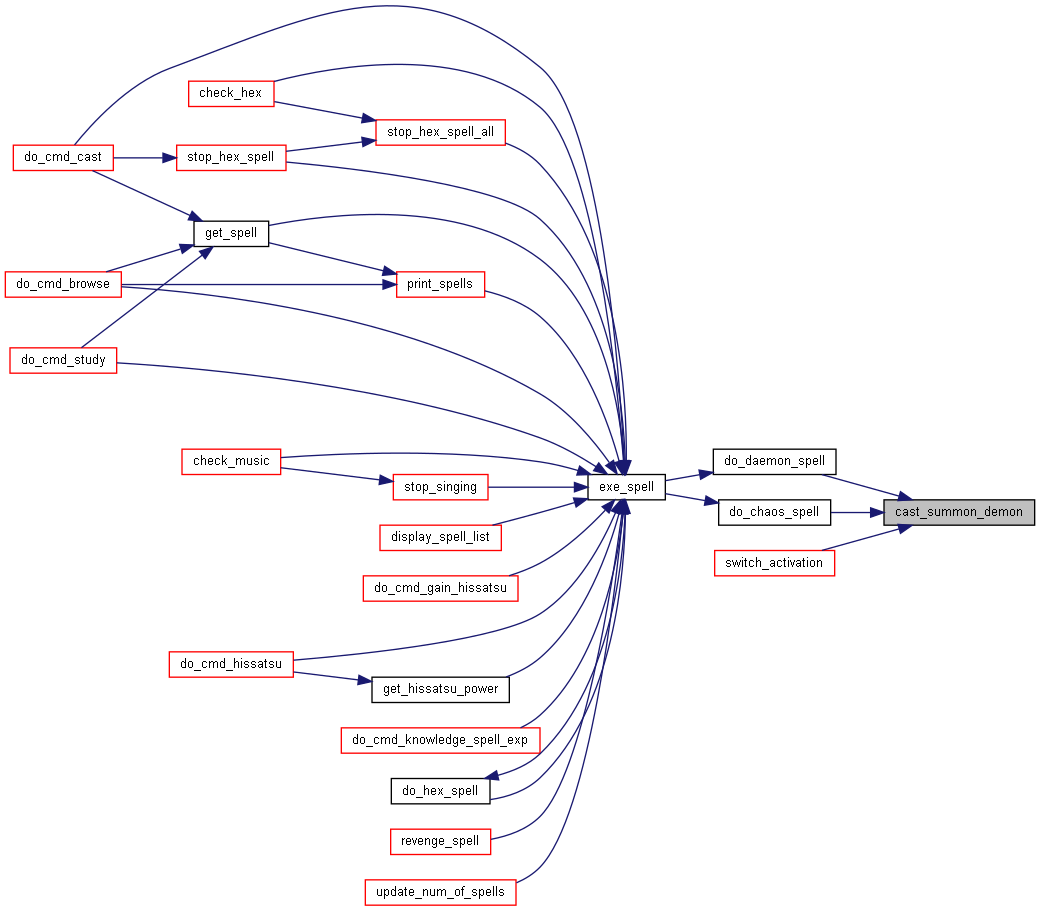 check_hex
stop_hex_spell_all
do_cmd_cast
stop_hex_spell
get_spell
do_cmd_browse
print_spells
do_cmd_study
check_music
do_daemon_spell
stop_singing
exe_spell
do_chaos_spell
cast_summon_demon
display_spell_list
switch_activation
do_cmd_gain_hissatsu
do_cmd_hissatsu
get_hissatsu_power
do_cmd_knowledge_spell_exp
do_hex_spell
revenge_spell
update_num_of_spells